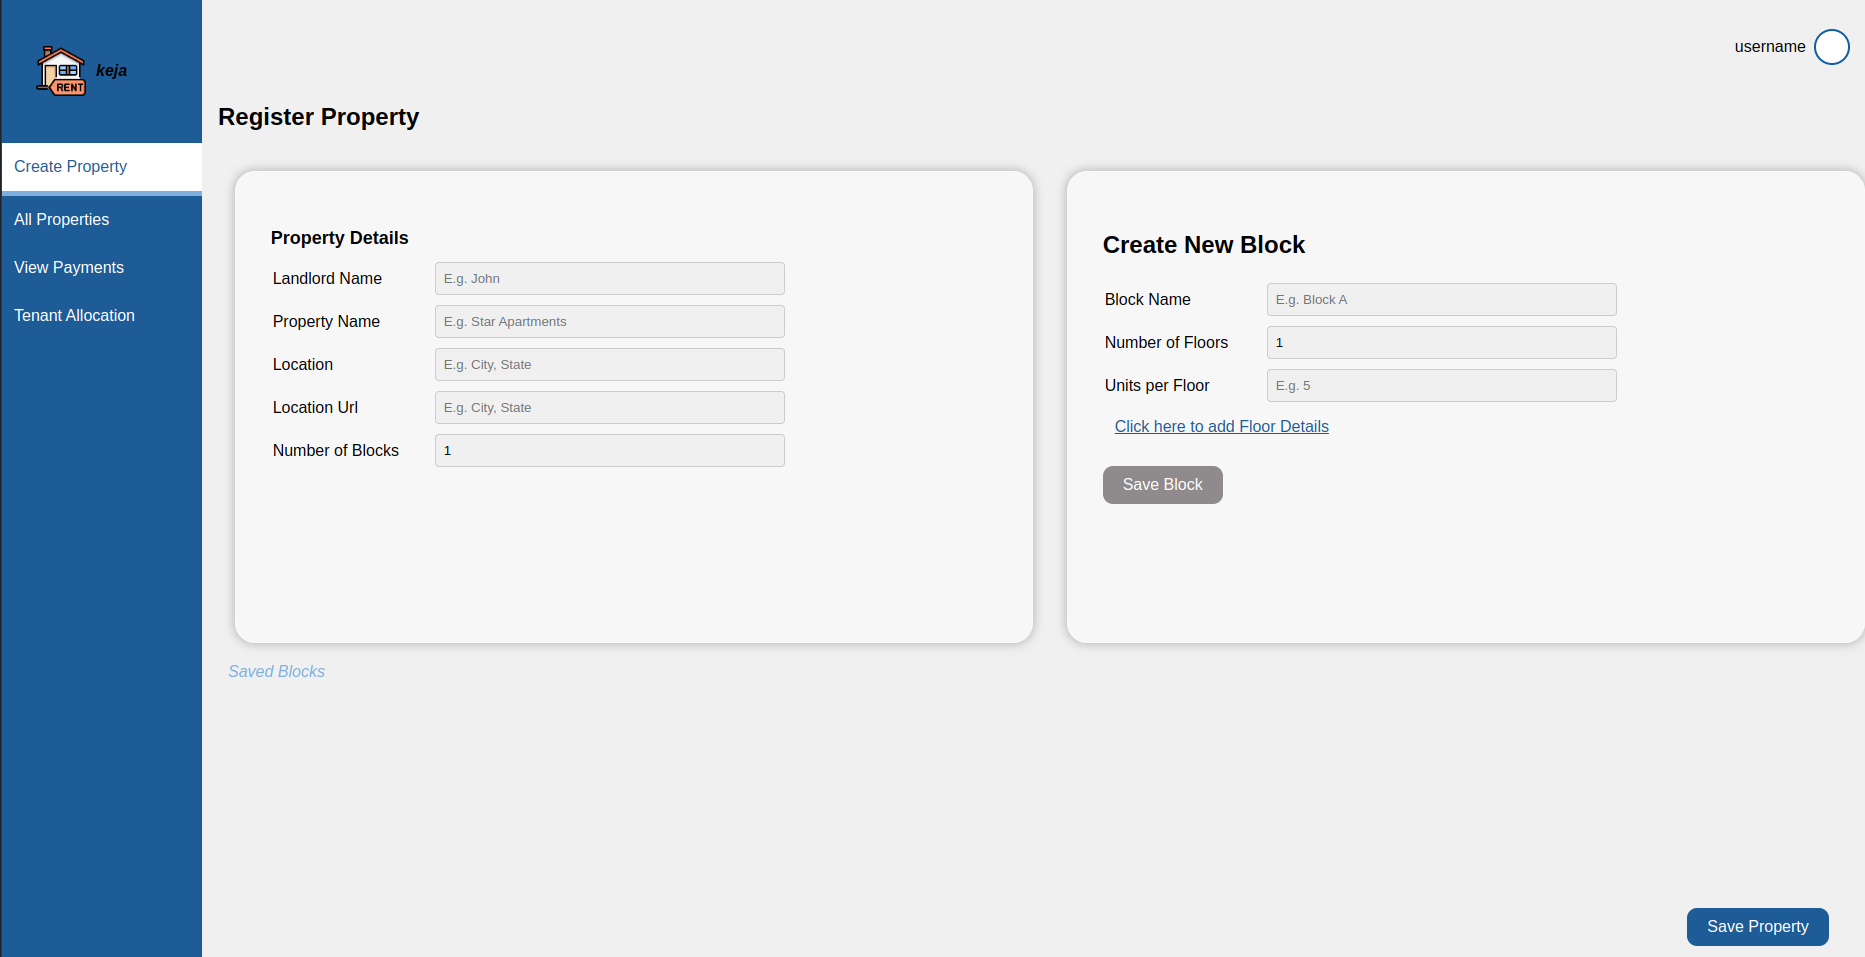 RENT
keja
username
Create Property
All Properties
View Payments
Tenant Allocation
Register Property
Property Details
Landlord Name E.g. John
Property Name E.g. Star Apartments
Location E.g. City, State
Location Url E.g. City, State
Number of Blocks 1
Create New Block
Block Name E.g. Block A
Number of Floors 1
Units per Floor E.g. 5
Click here to add Floor Details
Save Block
Saved Blocks
Save Property